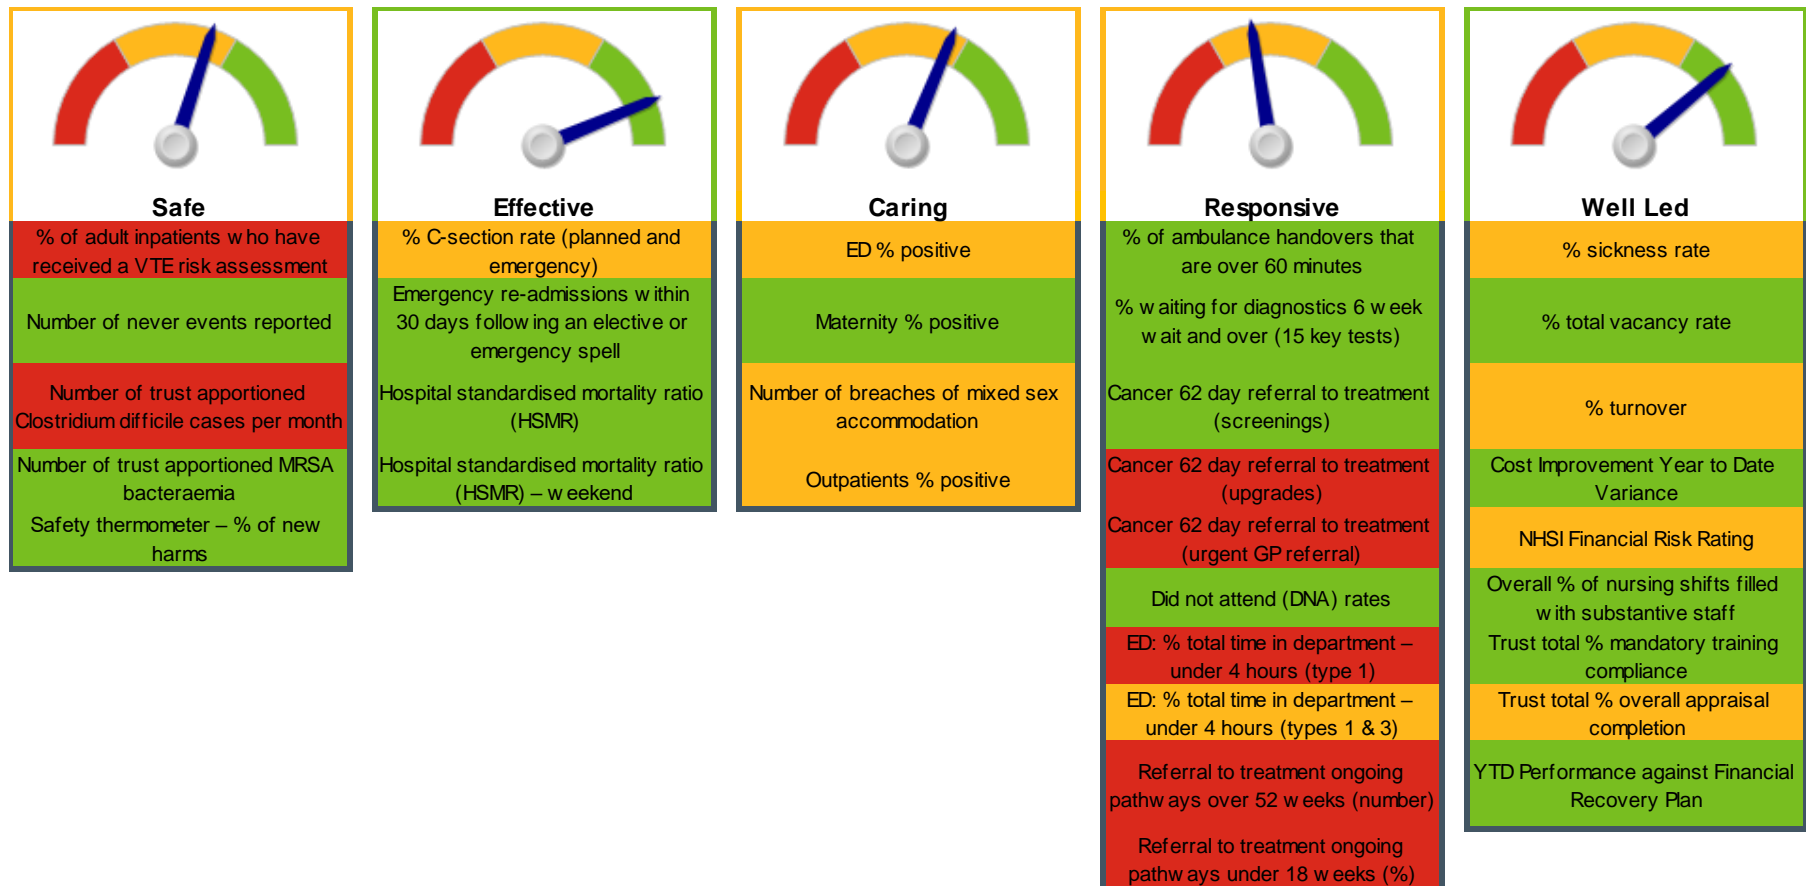 Safe
% of adult inpatients who have
received a VTE risk assessment
Number of never events reported
Number of trust apportioned
Clostridium difficile cases per month
Number of trust apportioned MRSA
bacteraemia
Safety thermometer – % of new
harms
Effective
% C-section rate (planned and
emergency)
Emergency re-admissions within
30 days following an elective or
emergency spell
Hospital standardised mortality ratio
(HSMR)
Hospital standardised mortality ratio
(HSMR) – weekend
Caring
ED % positive
Maternity % positive
Number of breaches of mixed sex
accommodation
Outpatients % positive
Responsive
% of ambulance handovers that
are over 60 minutes
% waiting for diagnostics 6 week
wait and over (15 key tests)
Cancer 62 day referral to treatment
(screenings)
Cancer 62 day referral to treatment
(upgrades)
Cancer 62 day referral to treatment
(urgent GP referral)
Did not attend (DNA) rates
ED: % total time in department –
under 4 hours (type 1)
ED: % total time in department –
under 4 hours (types 1 & 3)
Referral to treatment ongoing
pathways over 52 weeks (number)
Referral to treatment ongoing
pathways under 18 weeks (%)
Well Led
% sickness rate
% total vacancy rate
% turnover
Cost Improvement Year to Date
Variance
NHSI Financial Risk Rating
Overall % of nursing shifts filled
with substantive staff
Trust total % mandatory training
compliance
Trust total % overall appraisal
completion
YTD Performance against Financial
Recovery Plan